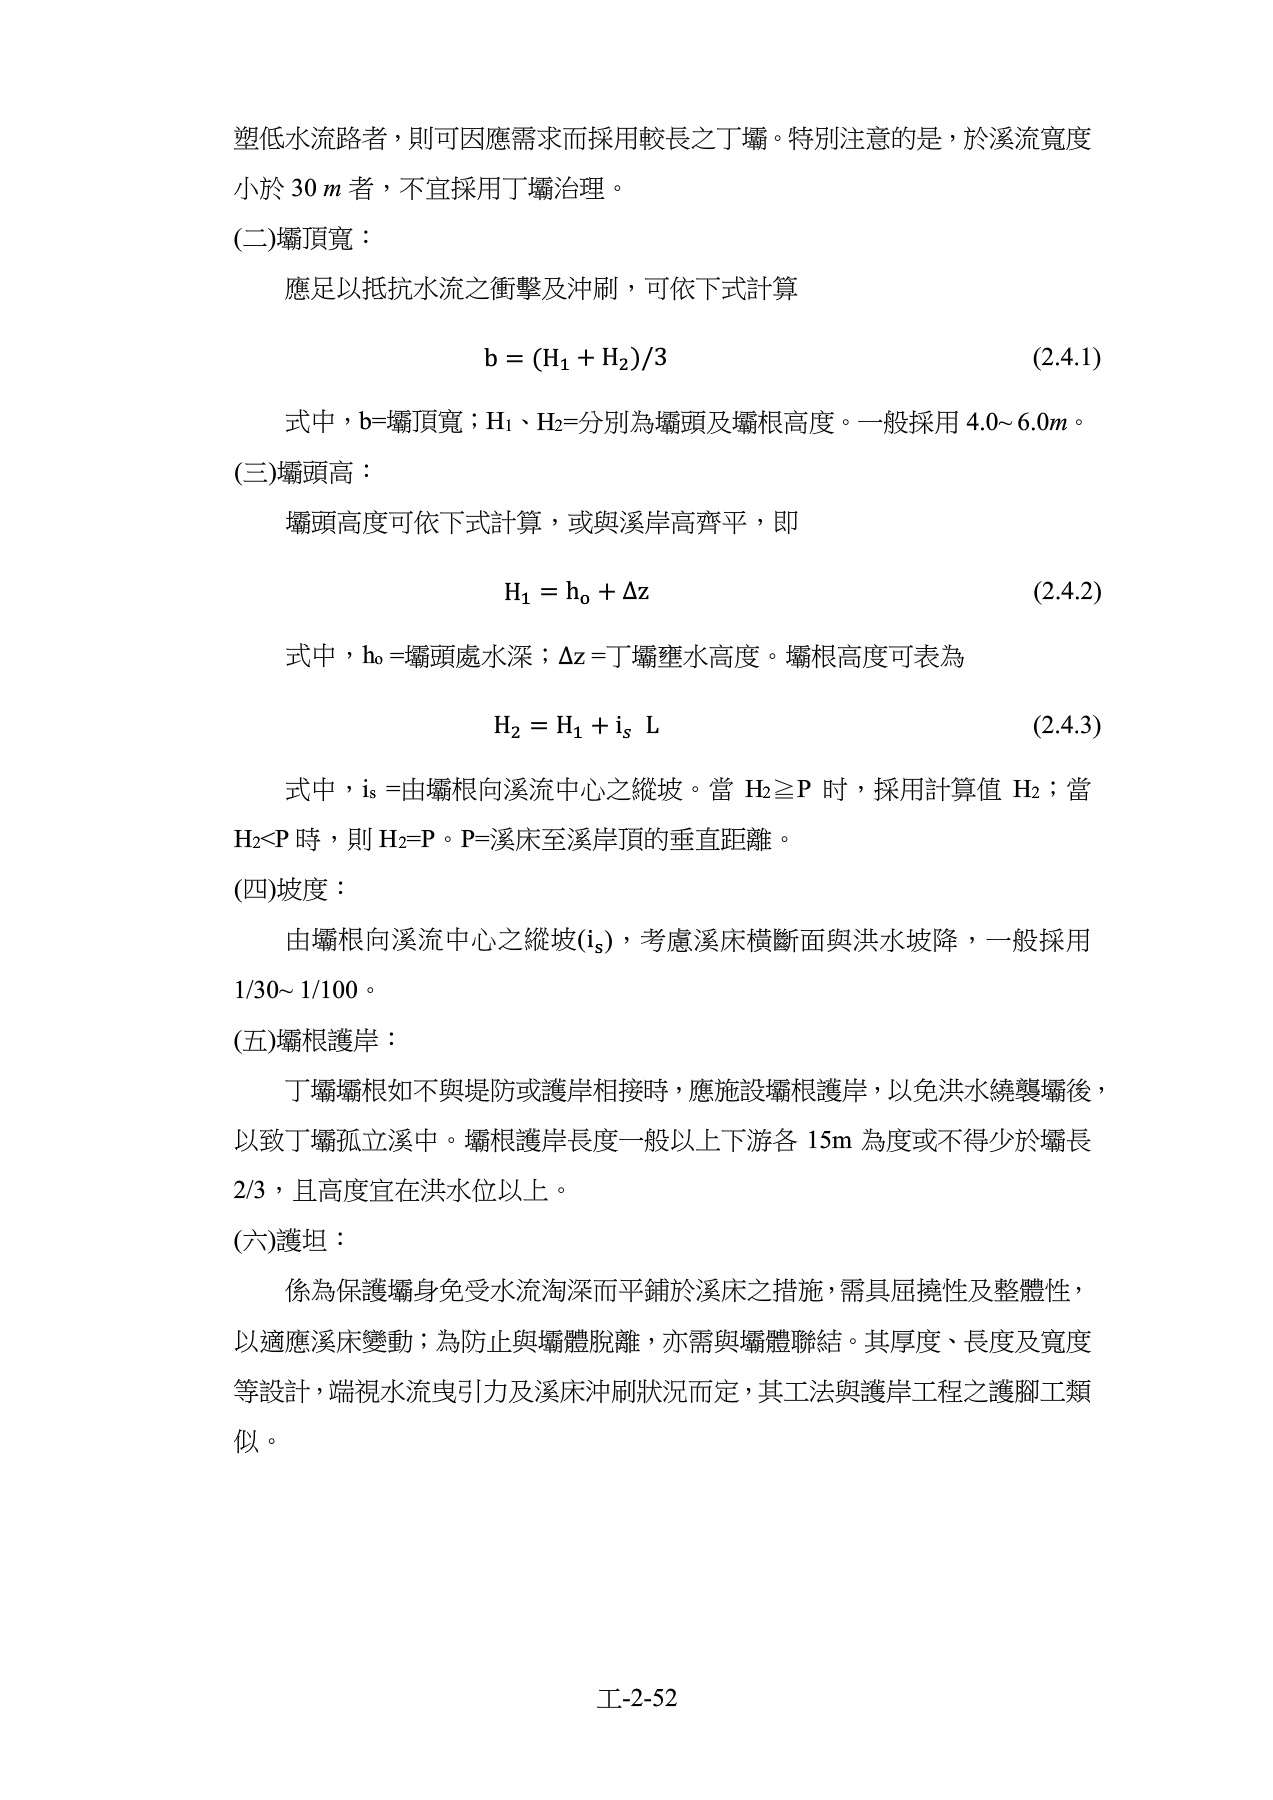 塑低水流路者，則可因應需求而採用較長之丁壩。特別注意的是，於溪流寬度
小於 30 m 者，不宜採用丁壩治理。
(二)壩頂寬：
應足以抵抗水流之衝擊及沖刷，可依下式計算
b = (H₁ + H₂)/3 (2.4.1)
式中，b=壩頂寬；H₁、H₂=分別為壩頭及壩根高度。一般採用 4.0~ 6.0m。
(三)壩頭高：
壩頭高度可依下式計算，或與溪岸高齊平，即
H₁ = hₒ + Δz (2.4.2)
式中，hₒ =壩頭處水深；Δz =丁壩壅水高度。壩根高度可表為
H₂ = H₁ + iₛ L (2.4.3)
式中，iₛ =由壩根向溪流中心之縱坡。當 H₂≧P 时，採用計算值 H₂；當
H₂<P 時，則 H₂=P。P=溪床至溪岸頂的垂直距離。
(四)坡度：
由壩根向溪流中心之縱坡(iₛ)，考慮溪床橫斷面與洪水坡降，一般採用
1/30~ 1/100。
(五)壩根護岸：
丁壩壩根如不與堤防或護岸相接時，應施設壩根護岸，以免洪水繞襲壩後，
以致丁壩孤立溪中。壩根護岸長度一般以上下游各 15m 為度或不得少於壩長
2/3，且高度宜在洪水位以上。
(六)護坦：
係為保護壩身免受水流淘深而平鋪於溪床之措施，需具屈撓性及整體性，
以適應溪床變動；為防止與壩體脫離，亦需與壩體聯結。其厚度、長度及寬度
等設計，端視水流曳引力及溪床沖刷狀況而定，其工法與護岸工程之護腳工類
似。
工-2-52